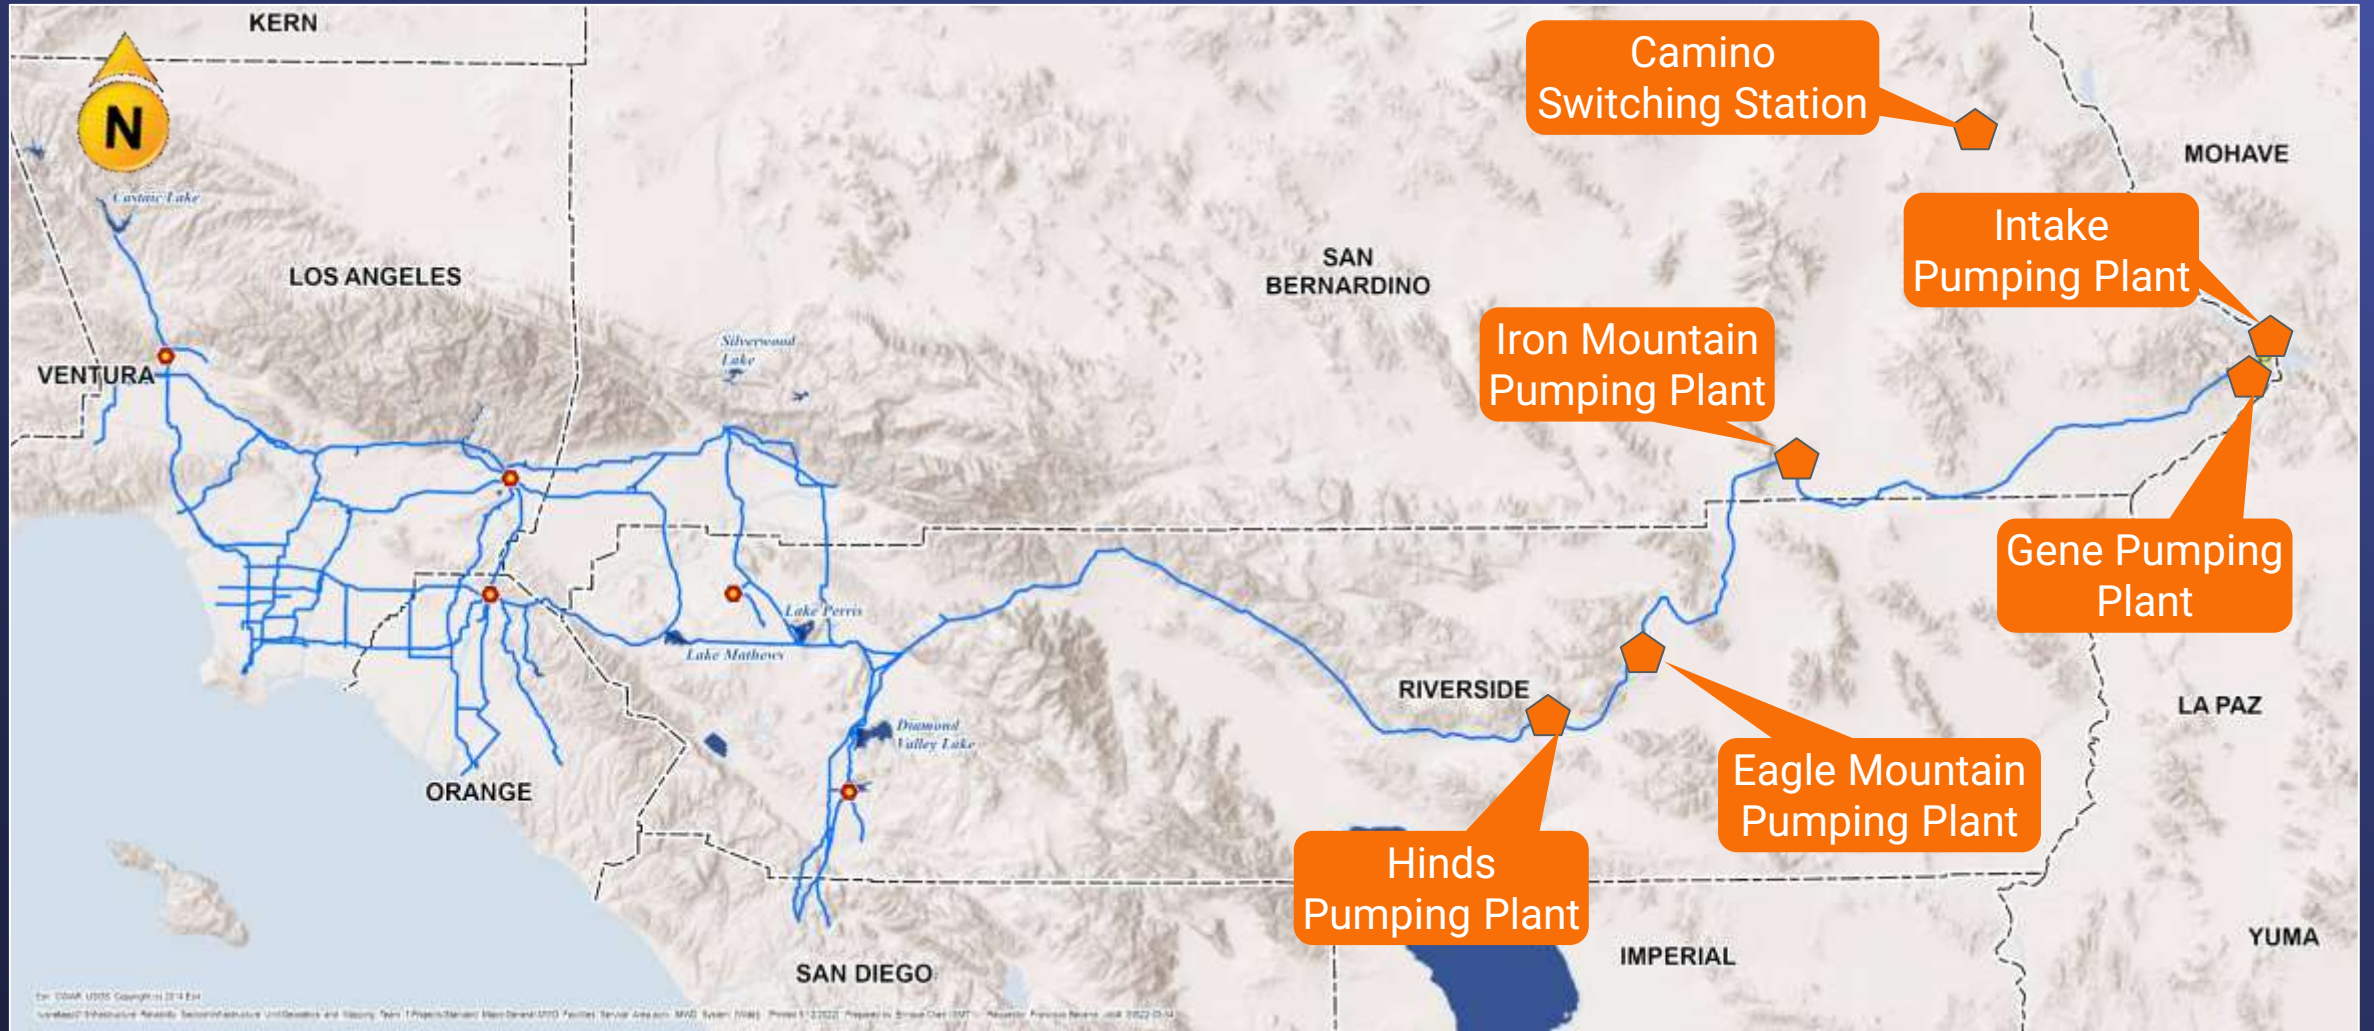 KERN
N
Camino
Switching Station
MOHAVE
Castaic Lake
Intake
Pumping Plant
LOS ANGELES
SAN
BERNARDINO
Iron Mountain
Pumping Plant
Silverwood
Lake
VENTURA
Gene Pumping
Plant
Lake Perris
Lake Mathews
RIVERSIDE
LA PAZ
Diamond
Valley Lake
Eagle Mountain
Pumping Plant
ORANGE
Hinds
Pumping Plant
YUMA
IMPERIAL
SAN DIEGO